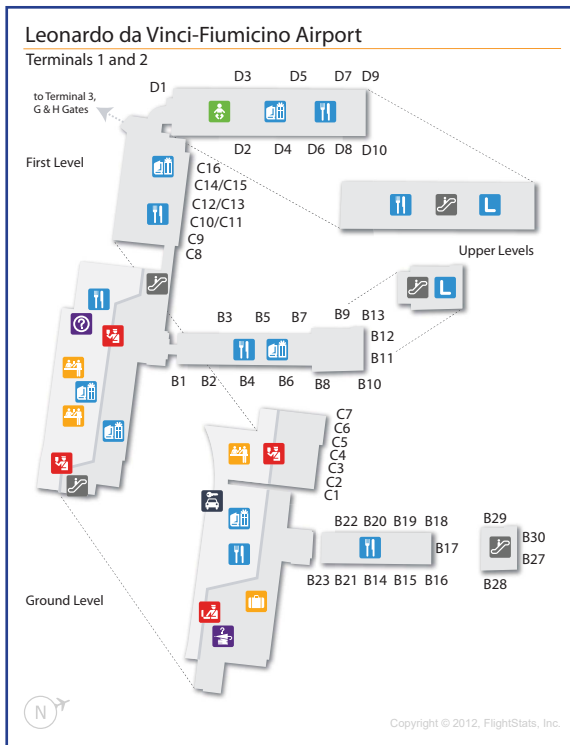 Leonardo da Vinci-Fiumicino Airport
Terminals 1 and 2
D1 D3 D5 D7 D9
to Terminal 3,
G & H Gates
D2 D4 D6 D8 D10
First Level
C16
C14/C15
C12/C13
C10/C11
C9
C8
L
Upper Levels
L
B3 B5 B7 B9 B13
B12
B11
B1 B2 B4 B6 B8 B10
?
C7
C6
C5
C4
C3
C2
C1
B22 B20 B19 B18
B17
B23 B21 B14 B15 B16
B29
B30
B27
B28
Ground Level
?
N
Copyright © 2012, FlightStats, Inc.